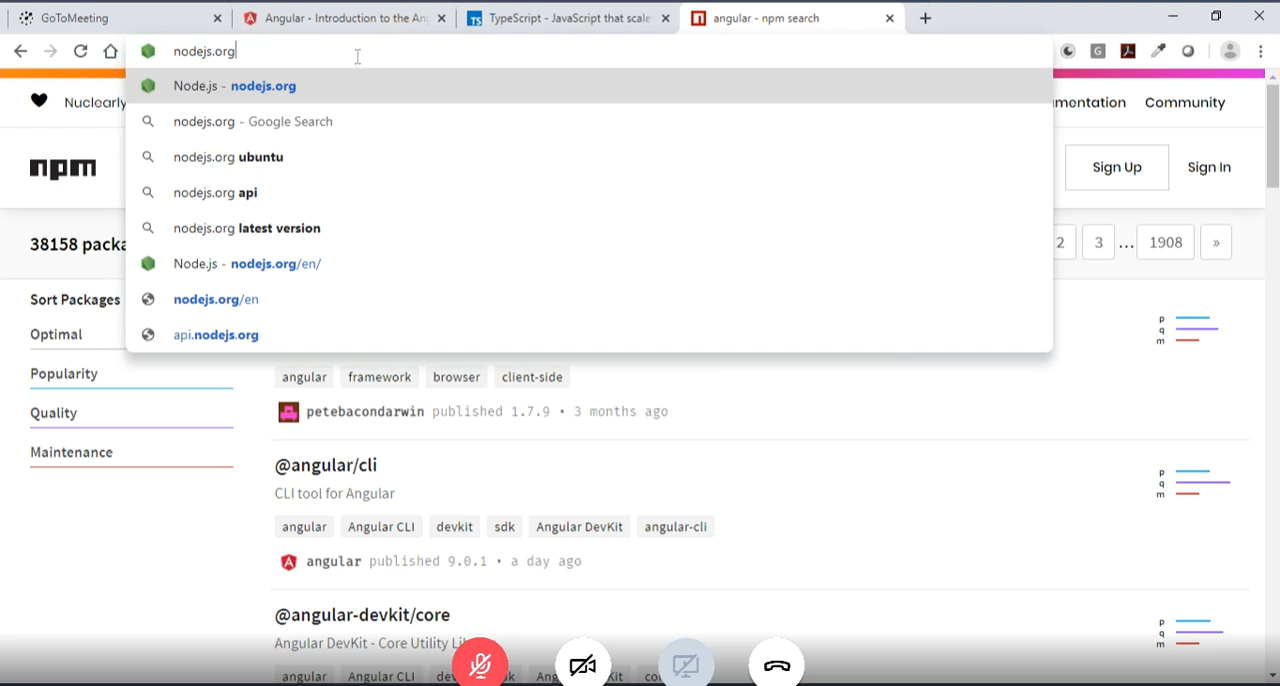 GoToMeeting
Angular - Introduction to the An
TypeScript - JavaScript that scale
angular - npm search
nodejs.org
G
Node.js - nodejs.org
nodejs.org - Google Search
nodejs.org ubuntu
nodejs.org api
nodejs.org latest version
Node.js - nodejs.org/en/
nodejs.org/en
api.nodejs.org
Nuclearly
mentation Community
npm
Sign Up Sign In
38158 packa
2 3 ... 1908 »
Sort Packages
Optimal
Popularity
Quality
Maintenance
p
q
m
angular framework browser client-side
petebacondarwin published 1.7.9 • 3 months ago
@angular/cli
CLI tool for Angular
p
q
m
angular Angular CLI devkit sdk Angular DevKit angular-cli
angular published 9.0.1 • a day ago
@angular-devkit/core
Angular DevKit - Core Utility Li
p
q
m
angular Angular CLI